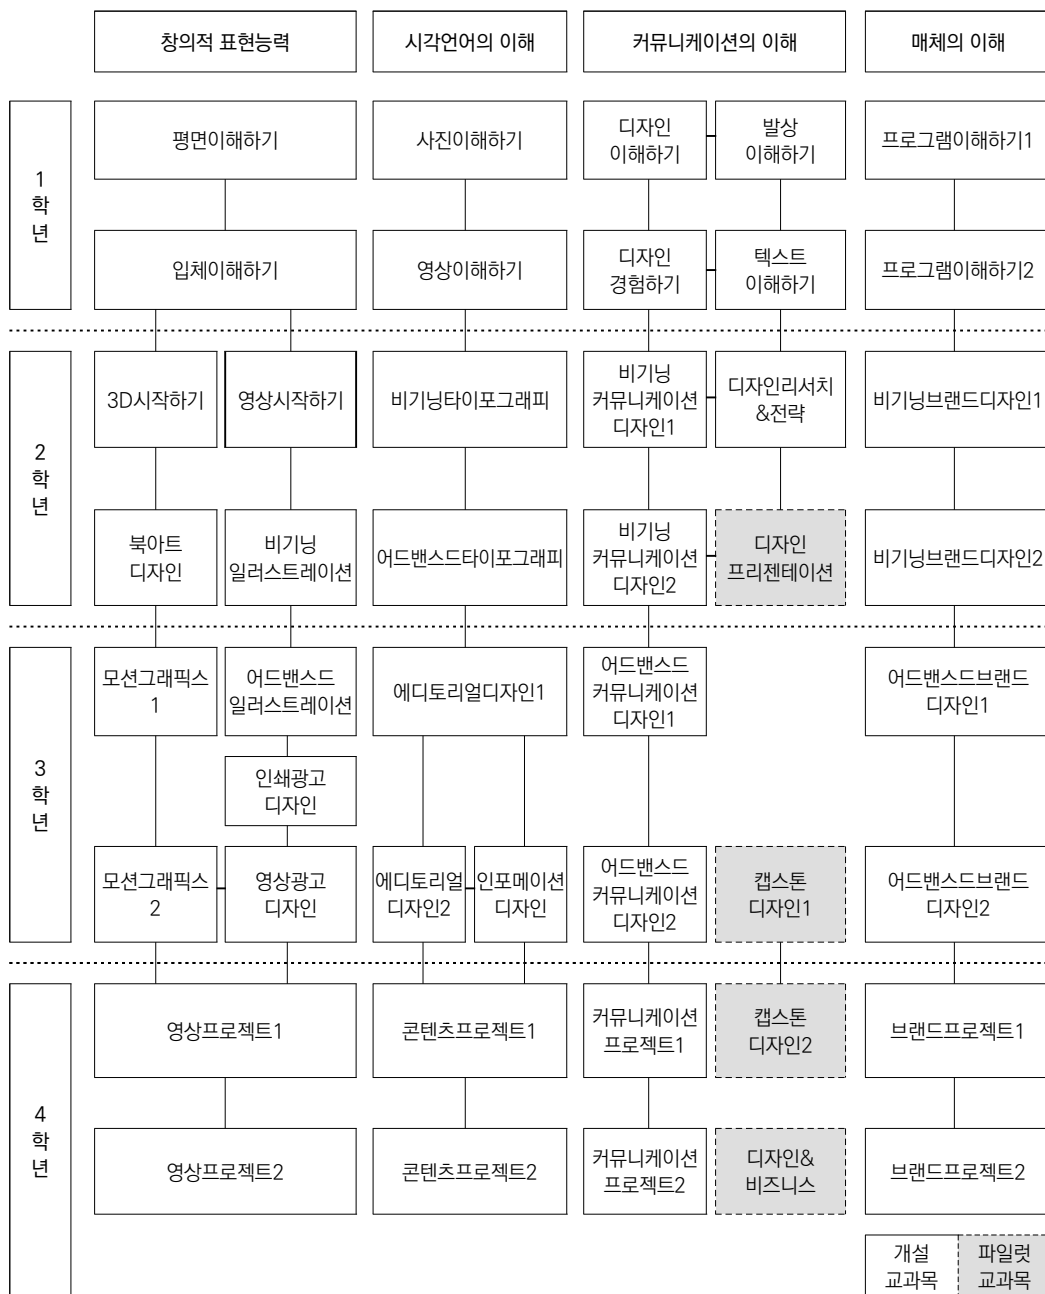 창의적 표현능력
시각언어의 이해
커뮤니케이션의 이해
매체의 이해
1
학
년
평면이해하기
사진이해하기
디자인
이해하기
발상
이해하기
프로그램이해하기1
입체이해하기
영상이해하기
디자인
경험하기
텍스트
이해하기
프로그램이해하기2
2
학
년
3D시작하기
영상시작하기
비기닝타이포그래피
비기닝
커뮤니케이션
디자인1
디자인리서치
&전략
비기닝브랜드디자인1
북아트
디자인
비기닝
일러스트레이션
어드밴스드타이포그래피
비기닝
커뮤니케이션
디자인2
디자인
프리젠테이션
비기닝브랜드디자인2
3
학
년
모션그래픽스
1
어드밴스드
일러스트레이션
에디토리얼디자인1
어드밴스드
커뮤니케이션
디자인1
어드밴스드브랜드
디자인1
인쇄광고
디자인
모션그래픽스
2
영상광고
디자인
에디토리얼
디자인2
인포메이션
디자인
어드밴스드
커뮤니케이션
디자인2
캡스톤
디자인1
어드밴스드브랜드
디자인2
4
학
년
영상프로젝트1
콘텐츠프로젝트1
커뮤니케이션
프로젝트1
캡스톤
디자인2
브랜드프로젝트1
영상프로젝트2
콘텐츠프로젝트2
커뮤니케이션
프로젝트2
디자인&
비즈니스
브랜드프로젝트2
개설
교과목
파일럿
교과목